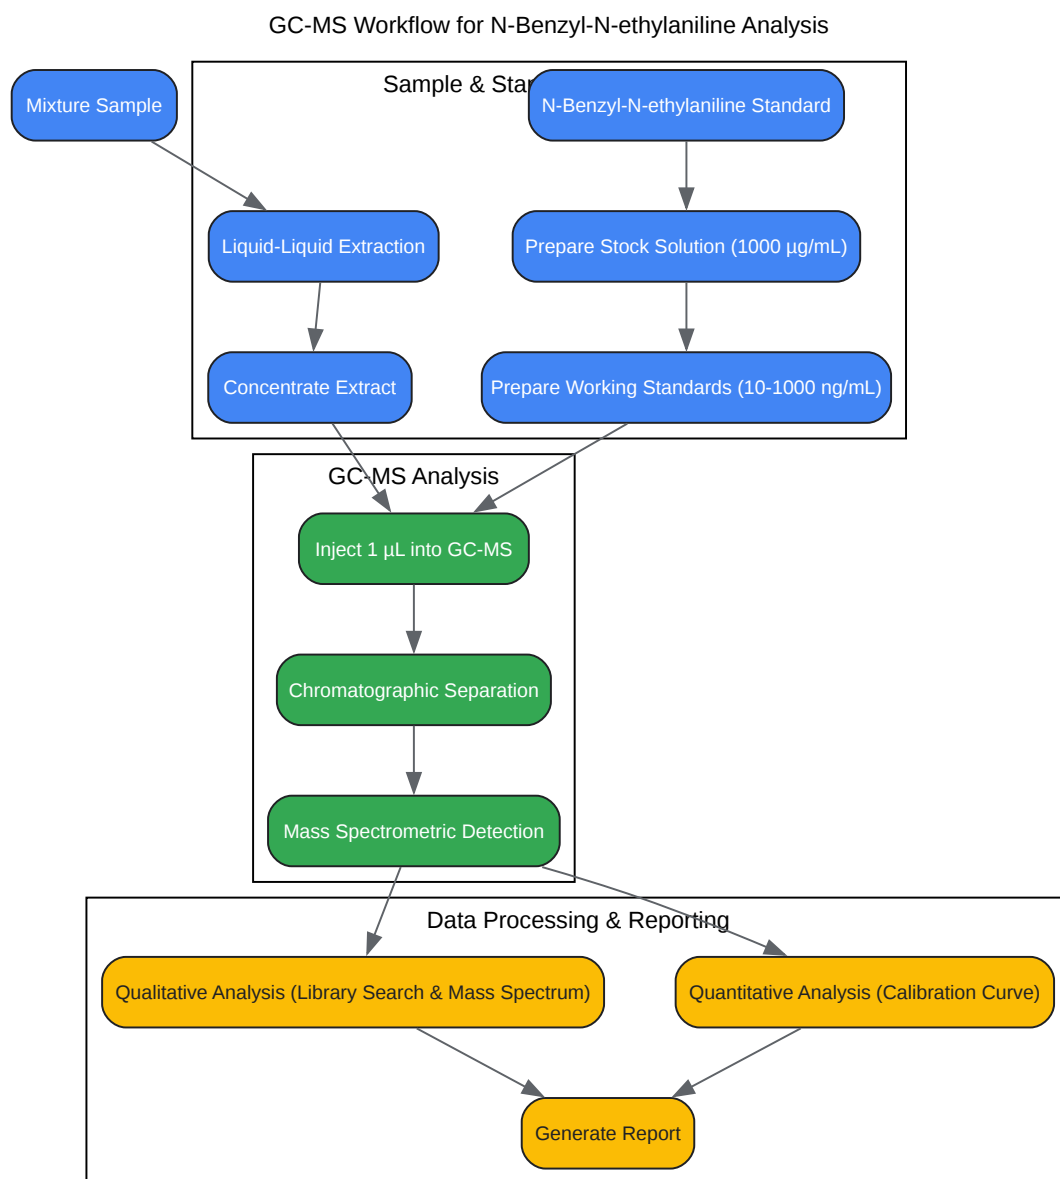 GC-MS Workflow for N-Benzyl-N-ethylaniline Analysis
Sample & Star
Mixture Sample
N-Benzyl-N-ethylaniline Standard
Liquid-Liquid Extraction
Prepare Stock Solution (1000 µg/mL)
Concentrate Extract
Prepare Working Standards (10-1000 ng/mL)
GC-MS Analysis
Inject 1 µL into GC-MS
Chromatographic Separation
Mass Spectrometric Detection
Data Processing & Reporting
Qualitative Analysis (Library Search & Mass Spectrum)
Quantitative Analysis (Calibration Curve)
Generate Report